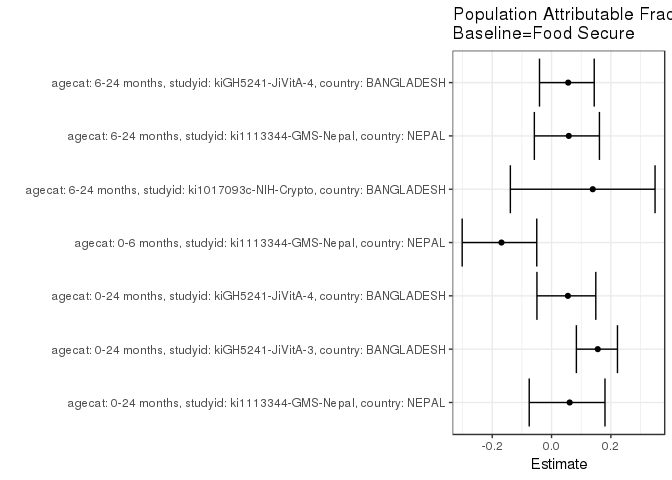 Population Attributable Frac
Baseline=Food Secure
agecat: 6-24 months, studyid: kiGH5241-JiVitA-4, country: BANGLADESH
agecat: 6-24 months, studyid: ki1113344-GMS-Nepal, country: NEPAL
agecat: 6-24 months, studyid: ki1017093c-NIH-Crypto, country: BANGLADESH
agecat: 0-6 months, studyid: ki1113344-GMS-Nepal, country: NEPAL
agecat: 0-24 months, studyid: kiGH5241-JiVitA-4, country: BANGLADESH
agecat: 0-24 months, studyid: kiGH5241-JiVitA-3, country: BANGLADESH
agecat: 0-24 months, studyid: ki1113344-GMS-Nepal, country: NEPAL
-0.2 0.0 0.2
Estimate